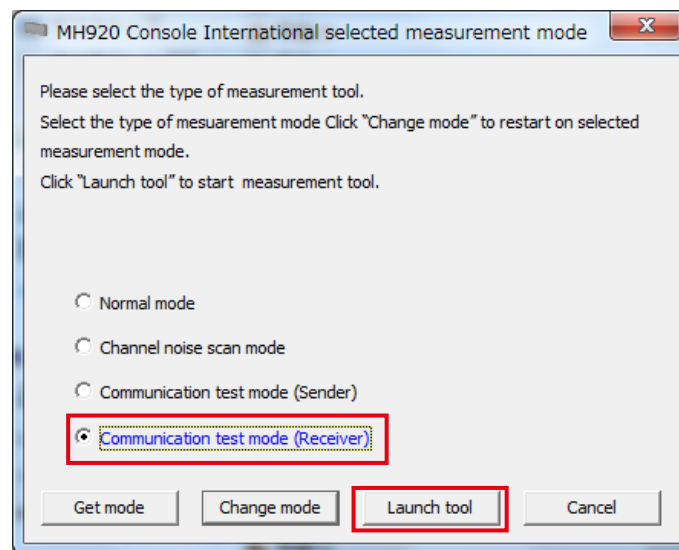 MH920 Console International selected measurement mode
Please select the type of measurement tool.
Select the type of mesuarement mode Click “Change mode” to restart on selected
measurement mode.
Click “Launch tool” to start measurement tool.
Normal mode
Channel noise scan mode
Communication test mode (Sender)
Communication test mode (Receiver)
Get mode Change mode Launch tool Cancel